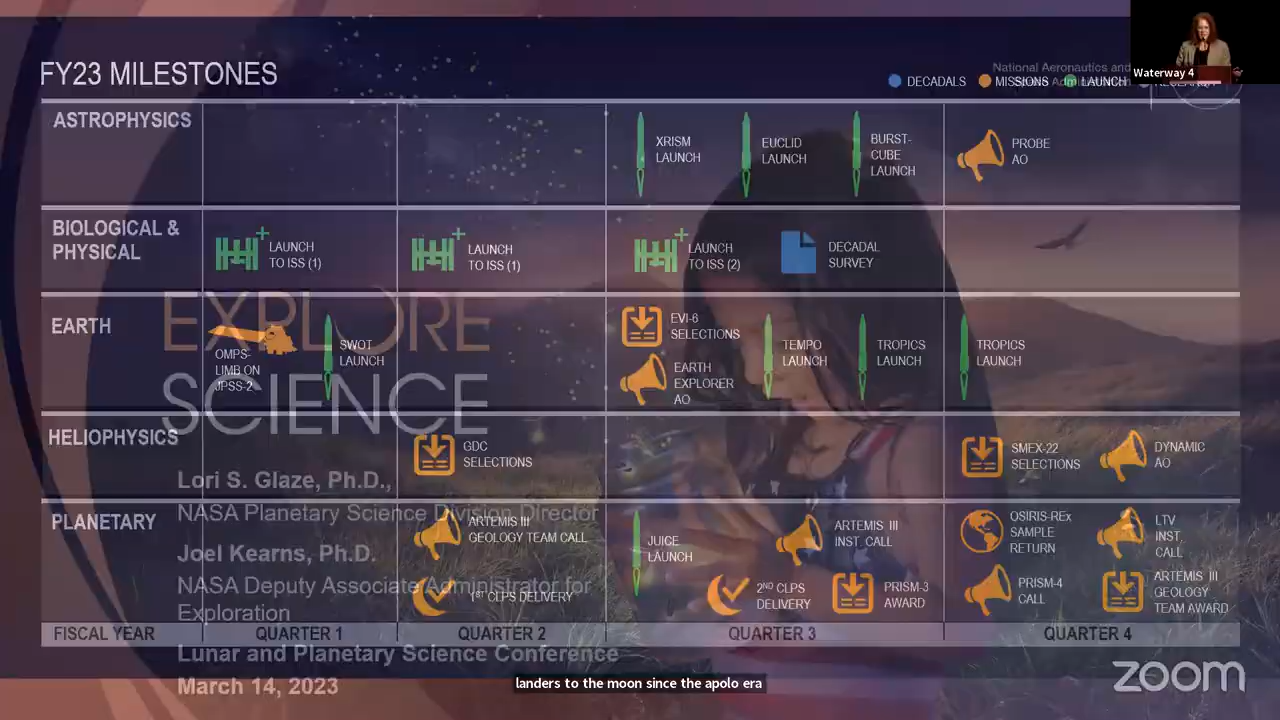 FY23 MILESTONES
National Aeronautics and
DECADALS
MISSIONS
LAUNCH
Waterway 4
ASTROPHYSICS
XRISM
LAUNCH
EUCLID
LAUNCH
BURST-
CUBE
LAUNCH
PROBE
AO
BIOLOGICAL &
PHYSICAL
LAUNCH
TO ISS (1)
LAUNCH
TO ISS (1)
LAUNCH
TO ISS (2)
DECADAL
SURVEY
EARTH
OMPS-
LIMB ON
JPSS-2
SWOT
LAUNCH
EVI-6
SELECTIONS
EARTH
EXPLORER
AO
TEMPO
LAUNCH
TROPICS
LAUNCH
TROPICS
LAUNCH
EXPLORE
SCIENCE
HELIOPHYSICS
GDC
SELECTIONS
SMEX-22
SELECTIONS
DYNAMIC
AO
Lori S. Glaze, Ph.D.,
NASA Planetary Science Division Director
Joel Kearns, Ph.D.
NASA Deputy Associate Administrator for
Exploration
PLANETARY
ARTEMIS III
GEOLOGY TEAM CALL
1ST CLPS DELIVERY
JUICE
LAUNCH
ARTEMIS III
INST. CALL
2ND CLPS
DELIVERY
PRISM-3
AWARD
OSIRIS-REx
SAMPLE
RETURN
LTV
INST.
CALL
PRISM-4
CALL
ARTEMIS III
GEOLOGY
TEAM AWARD
FISCAL YEAR
QUARTER 1
QUARTER 2
QUARTER 3
QUARTER 4
Lunar and Planetary Science Conference
March 14, 2023
landers to the moon since the apolo era
zoom